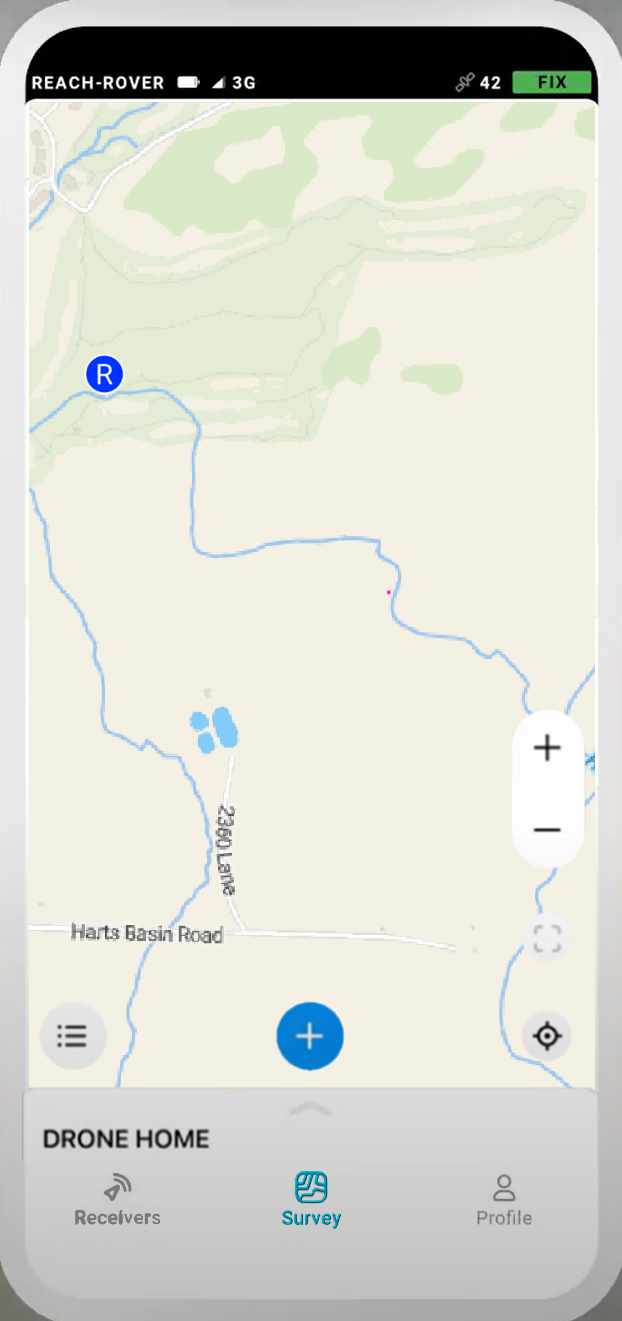 REACH-ROVER 3G 42 FIX
R
2360 Lane
Harts Basin Road
DRONE HOME
Receivers Survey Profile